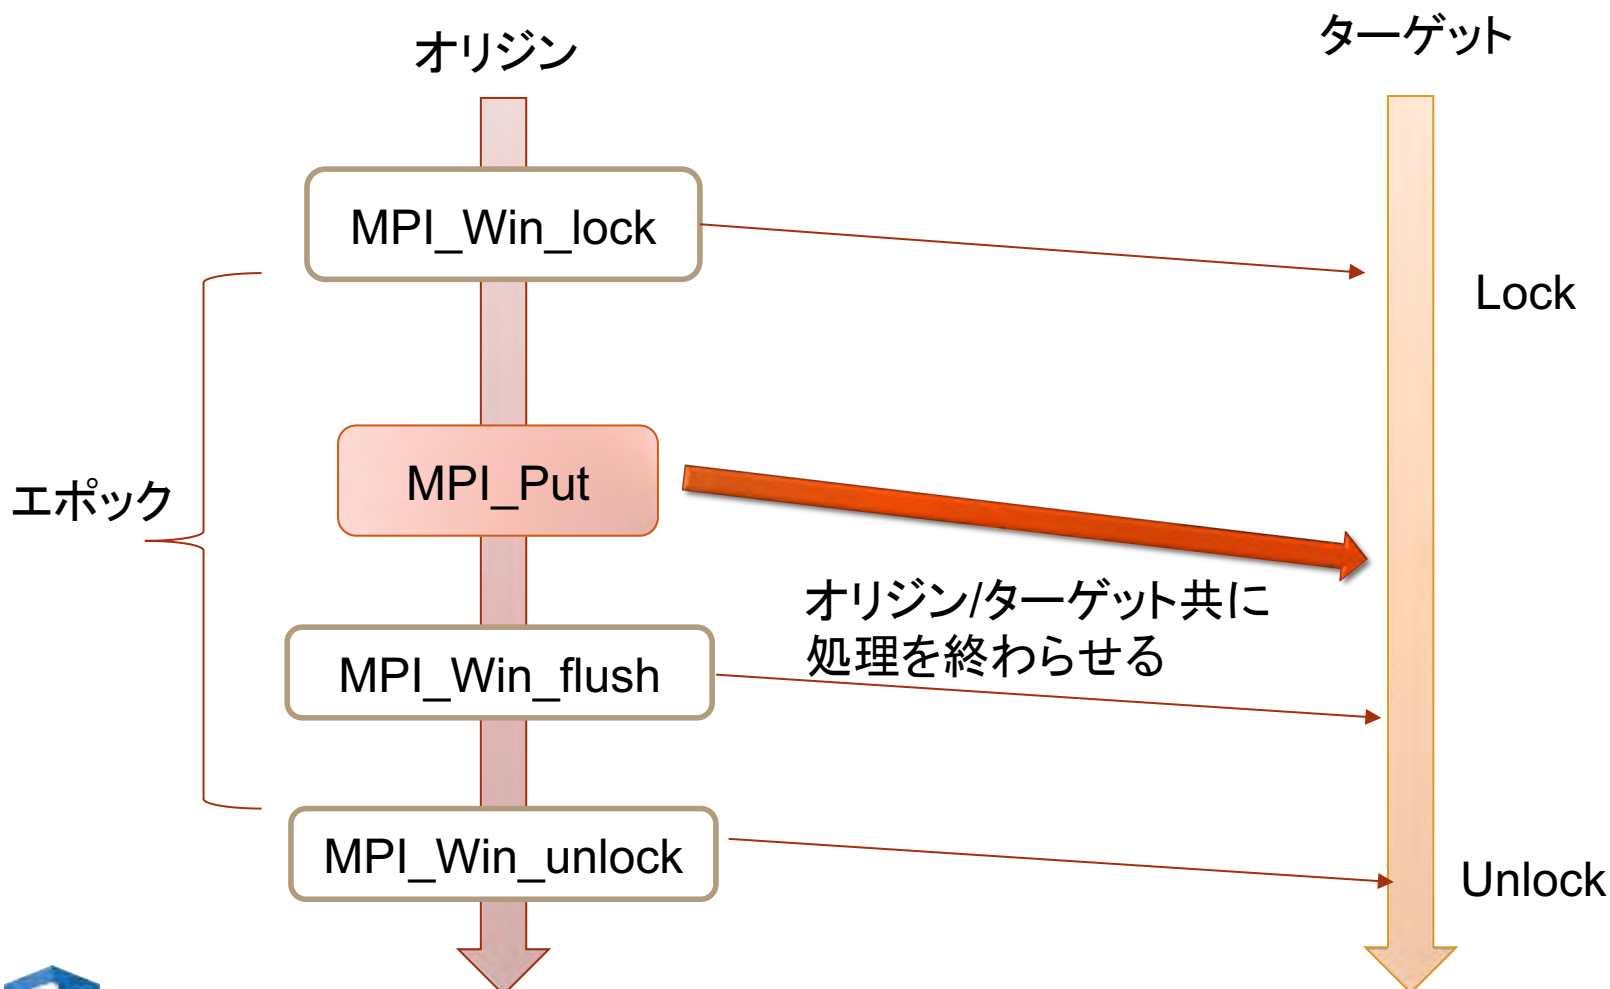 オリジン
ターゲット
MPI_Win_lock
Lock
MPI_Put
エポック
オリジン/ターゲット共に
処理を終わらせる
MPI_Win_flush
MPI_Win_unlock
Unlock